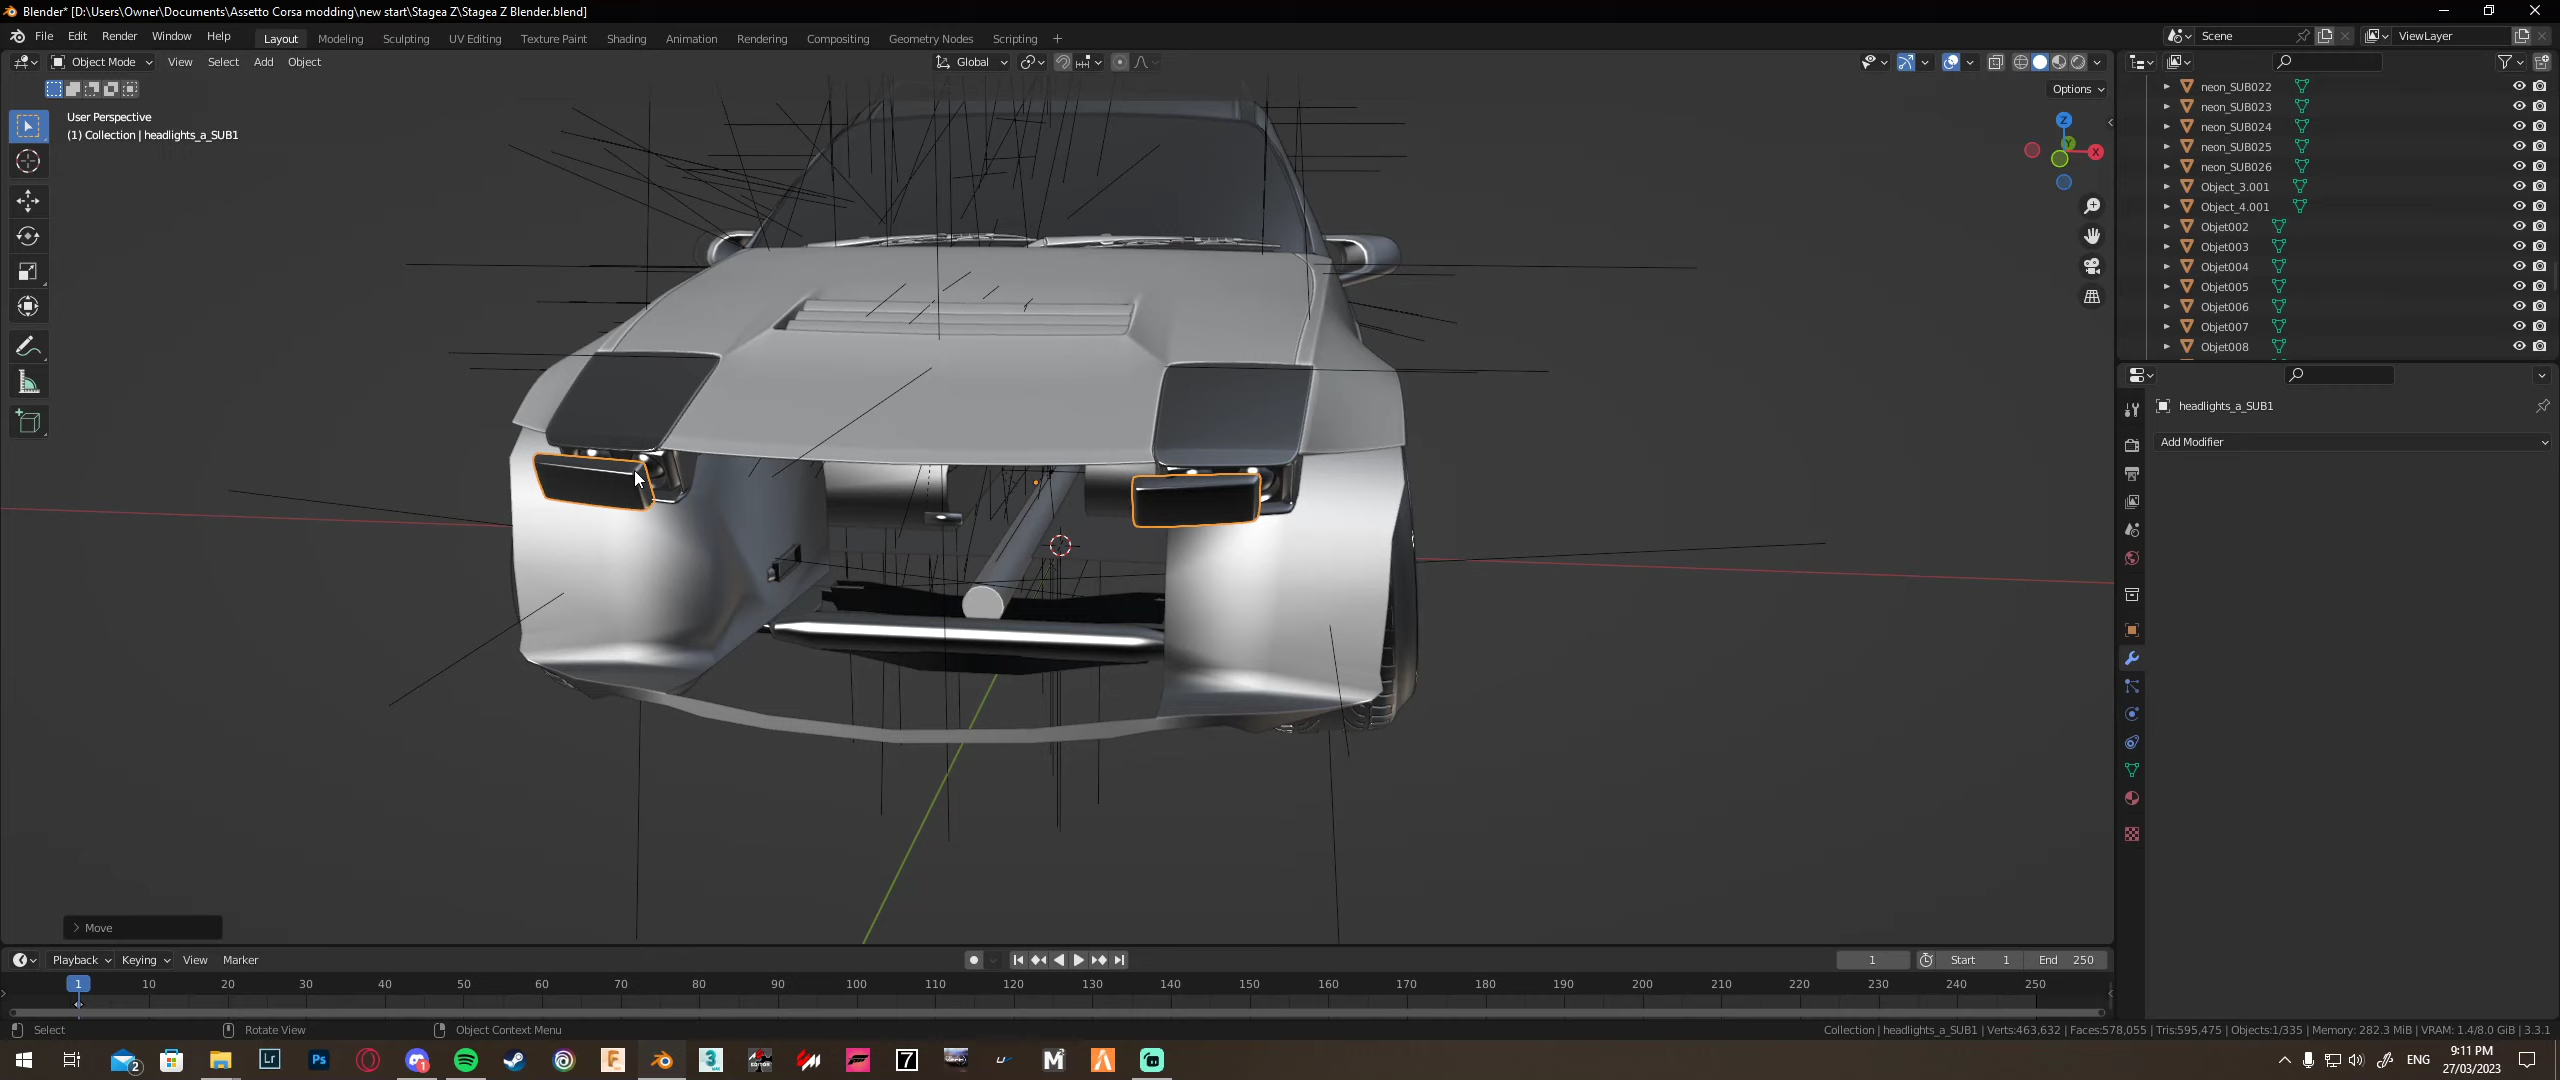 Blender* [D:\Users\Owner\Documents\Assetto Corsa modding\new start\Stagea Z\Stagea Z Blender.blend]
File Edit Render Window Help
Layout Modeling Sculpting UV Editing Texture Paint Shading Animation Rendering Compositing Geometry Nodes Scripting
Scene ViewLayer
Object Mode View Select Add Object
Global
Options
User Perspective
(1) Collection | headlights_a_SUB1
Z
Y
X
neon_SUB022
neon_SUB023
neon_SUB024
neon_SUB025
neon_SUB026
Object_3.001
Object_4.001
Objet002
Objet003
Objet004
Objet005
Objet006
Objet007
Objet008
headlights_a_SUB1
Add Modifier
Move
Playback Keying View Marker
1 Start 1 End 250
1 10 20 30 40 50 60 70 80 90 100 110 120 130 140 150 160 170 180 190 200 210 220 230 240 250
Select Rotate View Object Context Menu
Collection | headlights_a_SUB1 | Verts:463,632 | Faces:578,055 | Tris:595,475 | Objects:1/335 | Memory: 282.3 MiB | VRAM: 1.4/8.0 GiB | 3.3.1
2 Lr Ps 1 F 3 7 M
ENG
9:11 PM
27/03/2023